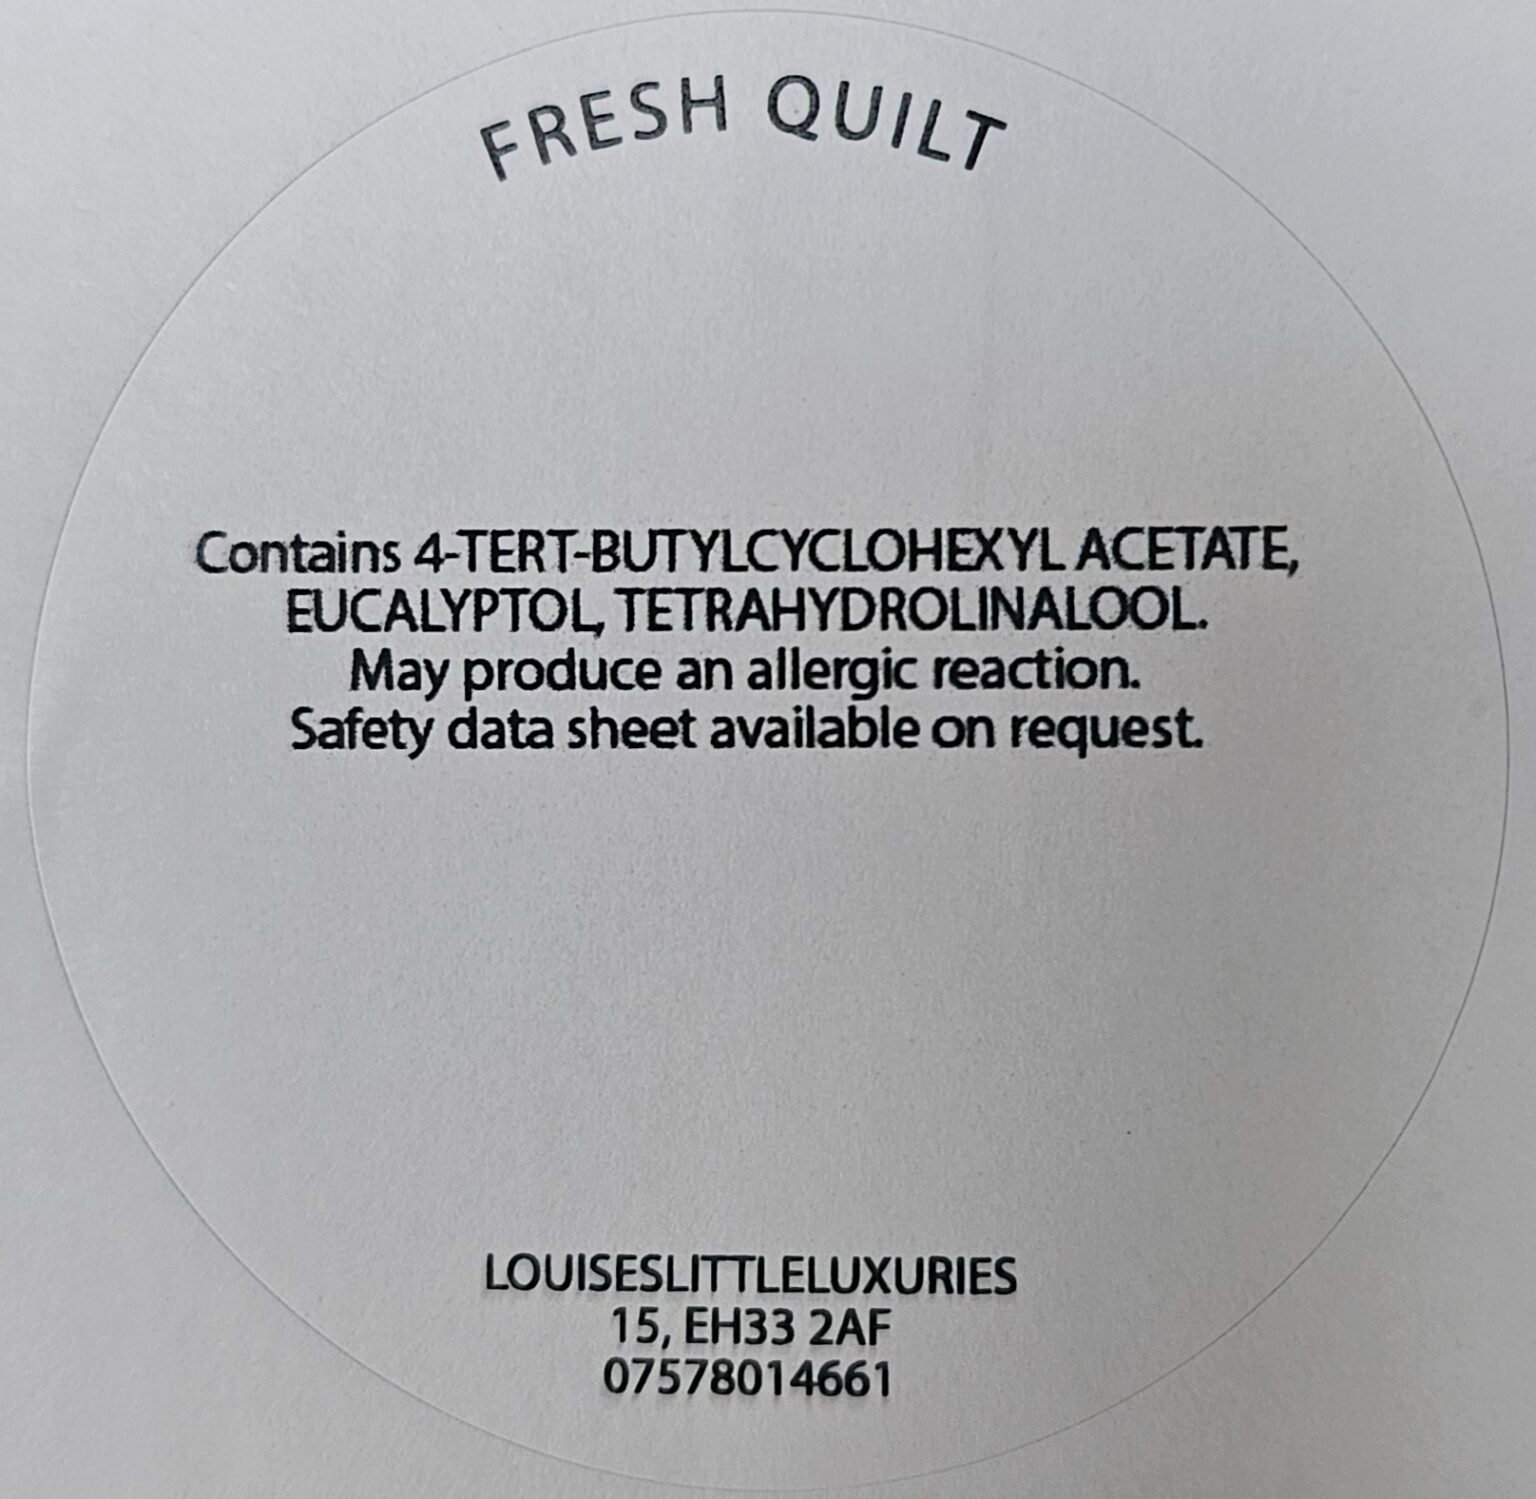 FRESH QUILT
Contains 4-TERT-BUTYLCYCLOHEXYL ACETATE,
EUCALYPTOL, TETRAHYDROLINALOOL.
May produce an allergic reaction.
Safety data sheet available on request.
LOUISESLITTLELUXURIES
15, EH33 2AF
07578014661